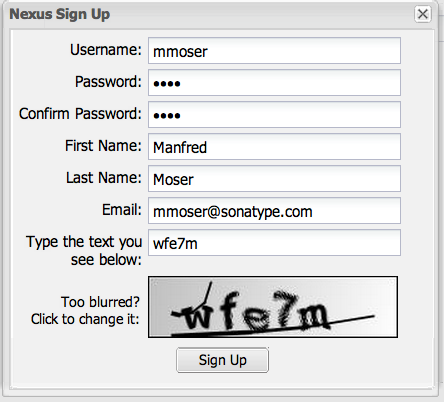 Nexus Sign Up
Username: mmoser
Password: ••••
Confirm Password: ••••
First Name: Manfred
Last Name: Moser
Email: mmoser@sonatype.com
Type the text you
see below: wfe7m
Too blurred?
Click to change it: wfe7m
Sign Up